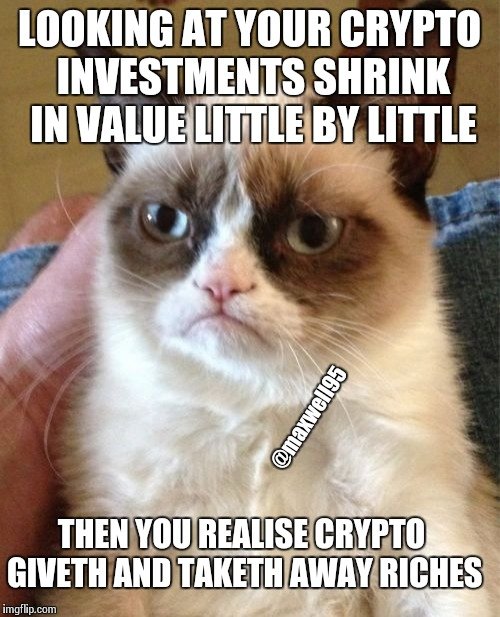 LOOKING AT YOUR CRYPTO
INVESTMENTS SHRINK
IN VALUE LITTLE BY LITTLE
@maxwell95
THEN YOU REALISE CRYPTO
GIVETH AND TAKETH AWAY RICHES
imgflip.com